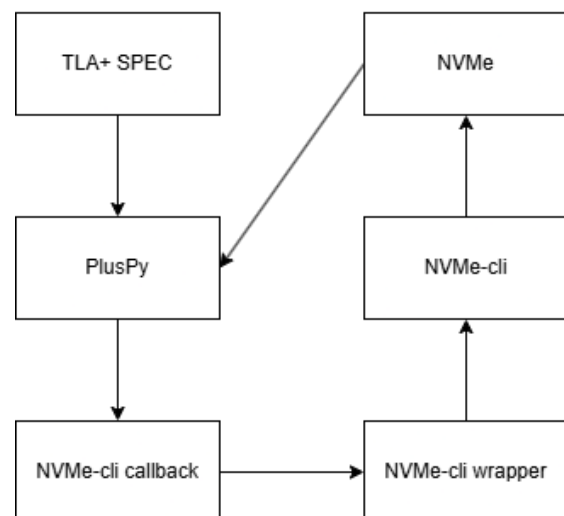 TLA+ SPEC
NVMe
PlusPy
NVMe-cli
NVMe-cli callback
NVMe-cli wrapper